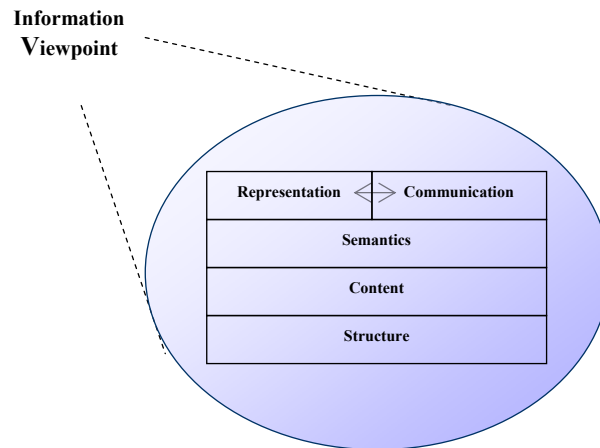 Information
Viewpoint
Representation Communication
Semantics
Content
Structure